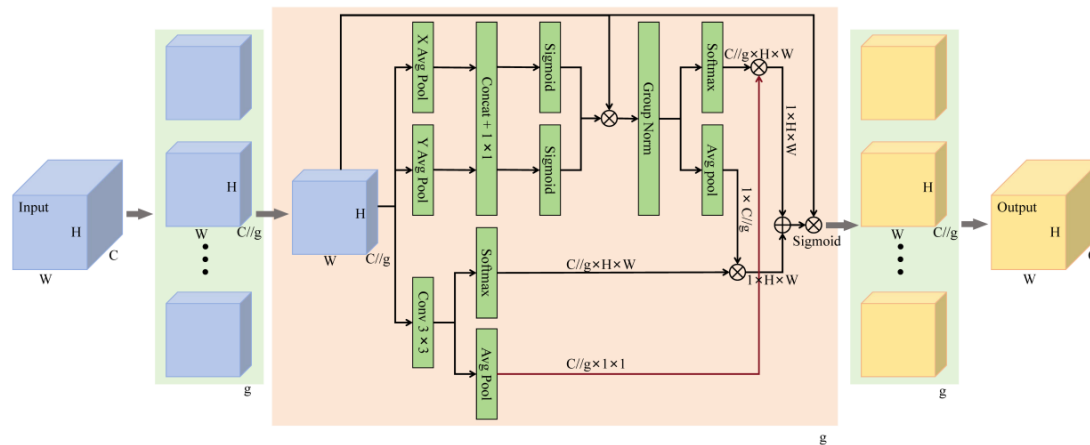 Input
H
W
C
H
W
C//g
g
H
W
C//g
X Avg Pool
Y Avg Pool
Concat + 1×1
Sigmoid
Sigmoid
Group Norm
Softmax
Avg pool
C//g×H×W
1×H×W
1× C//g
Conv 3×3
Softmax
Avg Pool
C//g×H×W
C//g×1×1
1×H×W
Sigmoid
g
H
W
C//g
g
Output
H
W